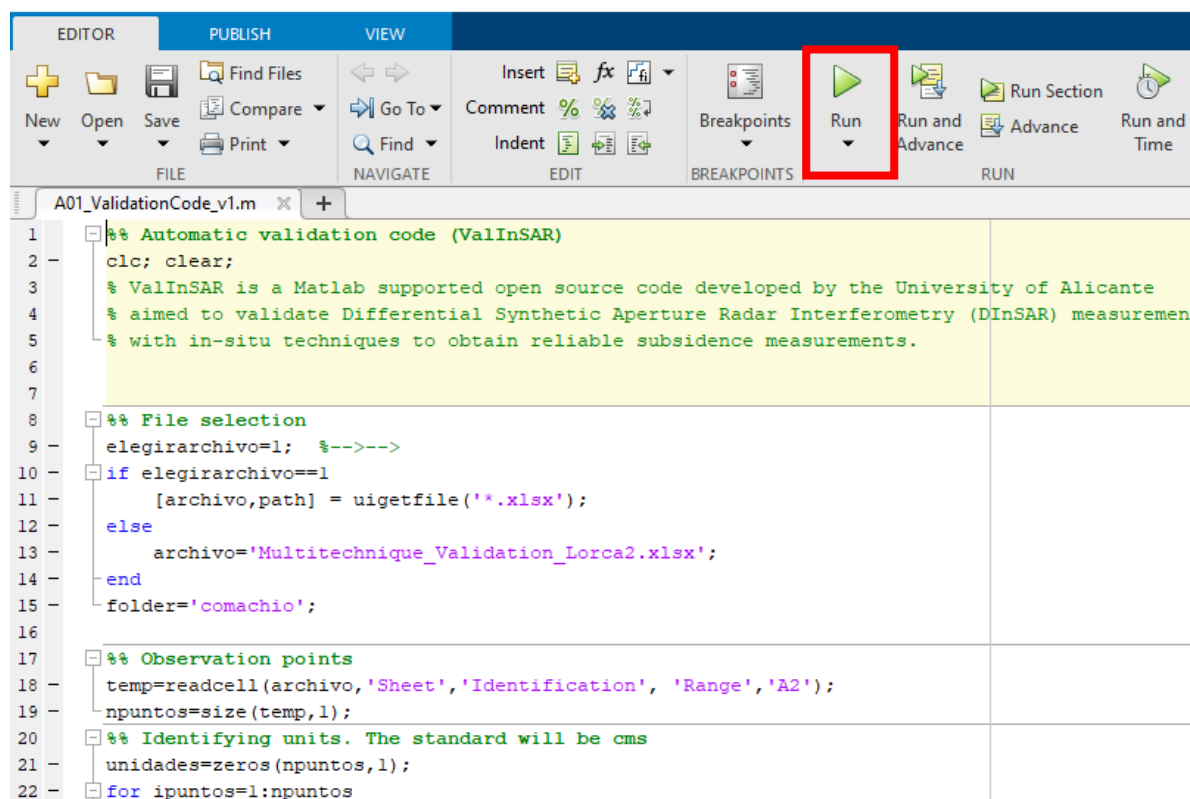 EDITOR PUBLISH VIEW
Find Files Insert fx
New Open Save Compare Go To Comment % Breakpoints Run Run and Advance Run Section Run and Time
Print Find Indent Advance
FILE NAVIGATE EDIT BREAKPOINTS RUN
A01_ValidationCode_v1.m × +
1 %% Automatic validation code (ValInSAR)
2 – clc; clear;
3 % ValInSAR is a Matlab supported open source code developed by the University of Alicante
4 % aimed to validate Differential Synthetic Aperture Radar Interferometry (DInSAR) measuremen
5 % with in-situ techniques to obtain reliable subsidence measurements.
6
7
8 %% File selection
9 – elegirarchivo=1; %-->-->
10 – if elegirarchivo==1
11 – [archivo,path] = uigetfile('*.xlsx');
12 – else
13 – archivo='Multitechnique_Validation_Lorca2.xlsx';
14 – end
15 – folder='comachio';
16
17 %% Observation points
18 – temp=readcell(archivo,'Sheet','Identification', 'Range','A2');
19 – npuntos=size(temp,1);
20 %% Identifying units. The standard will be cms
21 – unidades=zeros(npuntos,1);
22 – for ipuntos=1:npuntos